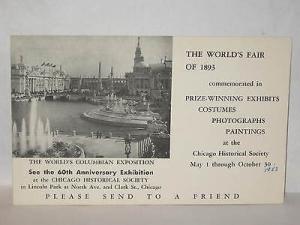 THE WORLD'S FAIR
OF 1893
commemorated in
PRIZE-WINNING EXHIBITS
COSTUMES
PHOTOGRAPHS
PAINTINGS
at the
Chicago Historical Society
May 1 through October 30
1953
THE WORLD'S COLUMBIAN EXPOSITION
See the 60th Anniversary Exhibition
at the CHICAGO HISTORICAL SOCIETY
in Lincoln Park at North Ave. and Clark St., Chicago
PLEASE SEND TO A FRIEND